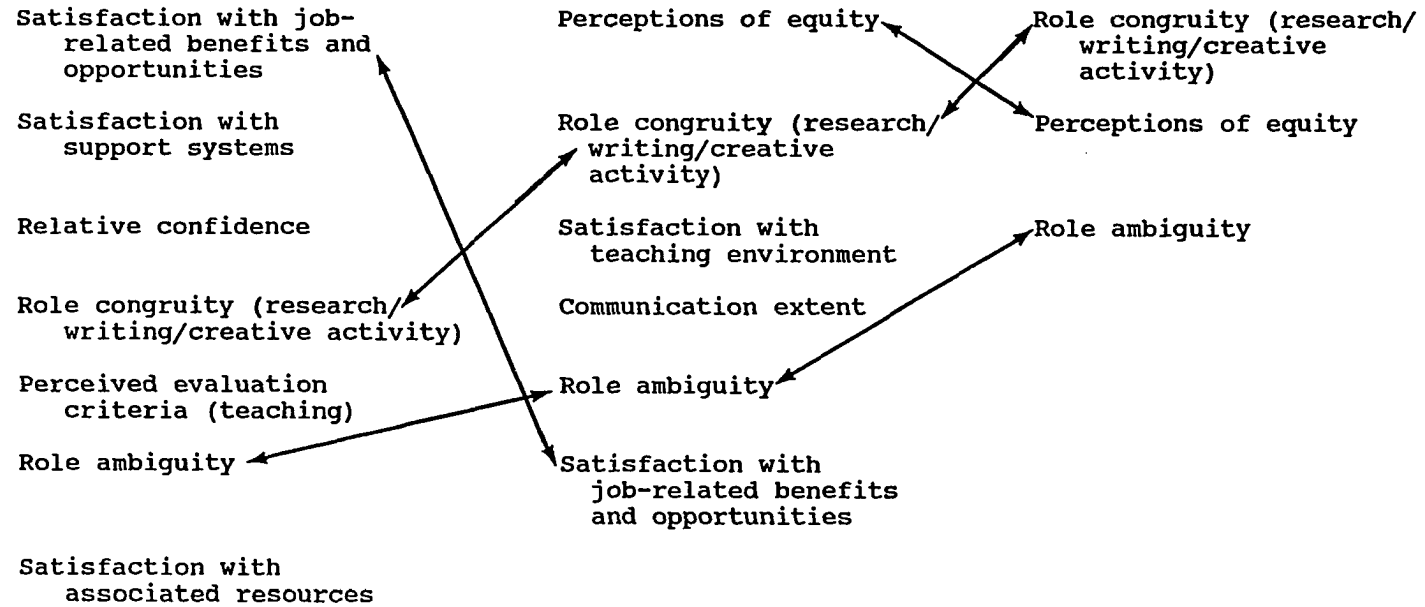 Satisfaction with job-
related benefits and
opportunities
Satisfaction with
support systems
Relative confidence
Role congruity (research/
writing/creative activity)
Perceived evaluation
criteria (teaching)
Role ambiguity
Satisfaction with
associated resources
Perceptions of equity
Role congruity (research/
writing/creative
activity)
Satisfaction with
teaching environment
Communication extent
Role ambiguity
Satisfaction with
job-related benefits
and opportunities
Role congruity (research/
writing/creative
activity)
Perceptions of equity
Role ambiguity